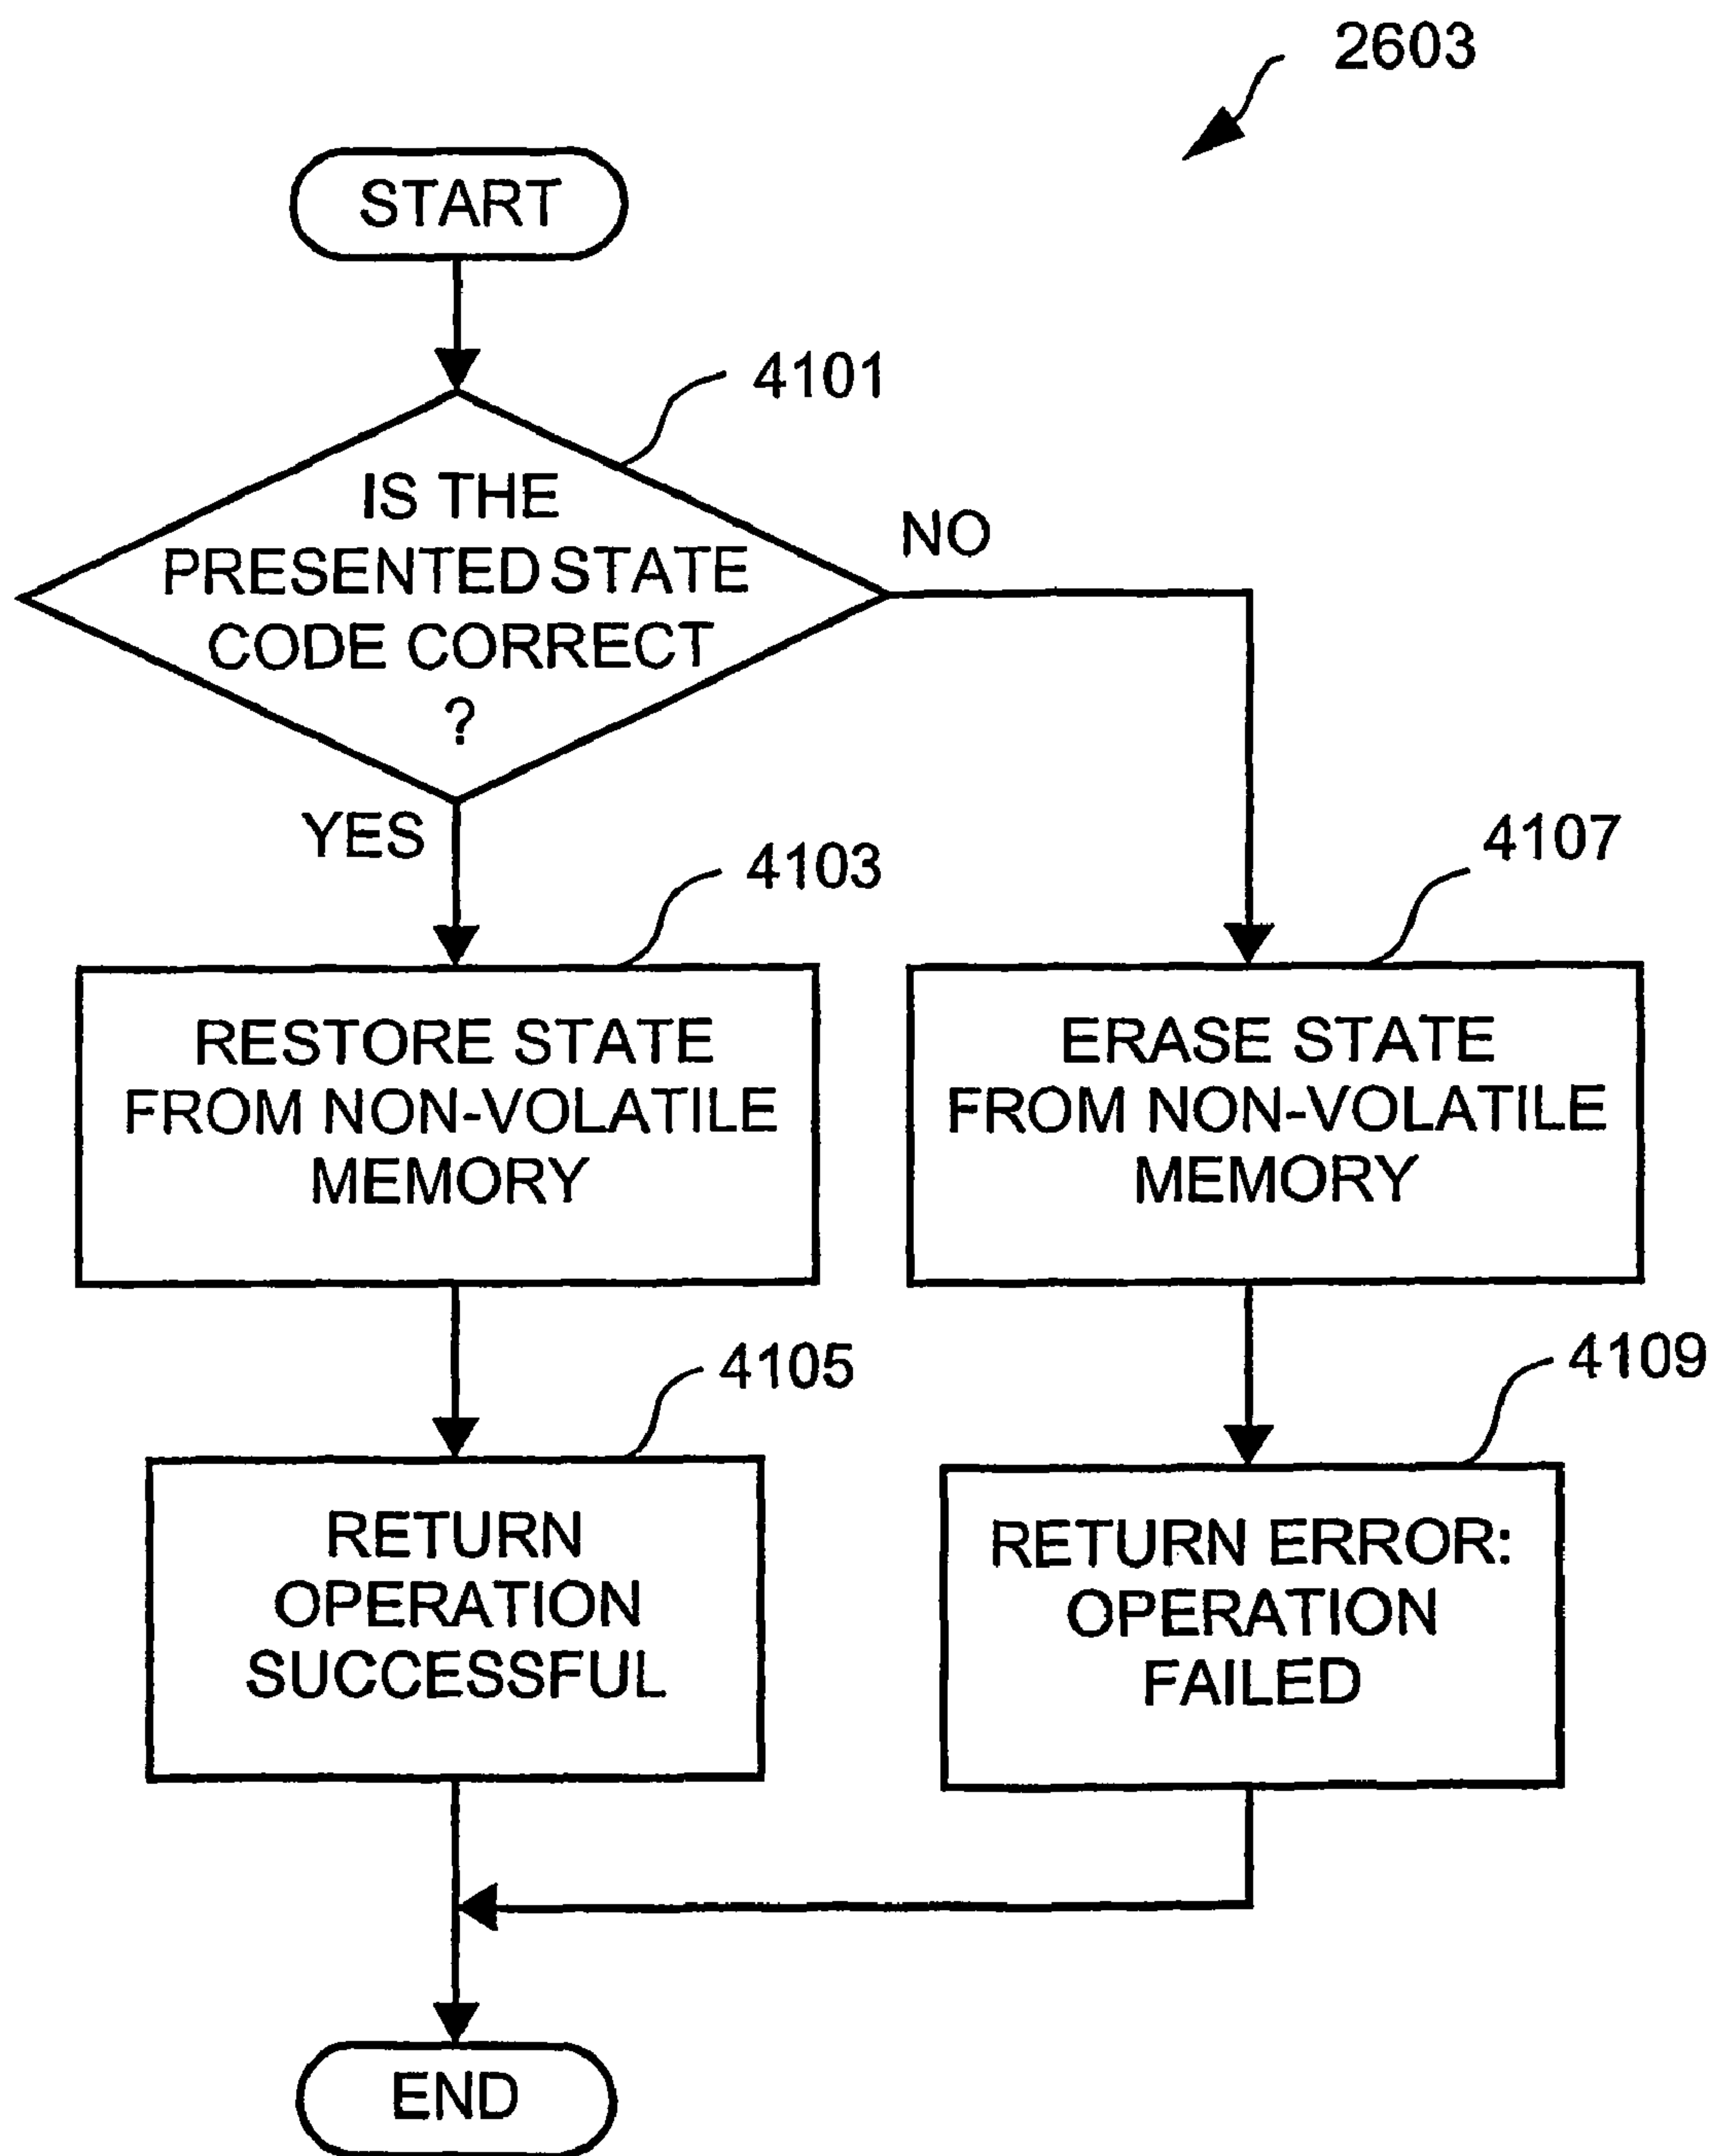 2603
START
4101
IS THE
PRESENTED STATE
CODE CORRECT
?
NO
YES
4103
4107
RESTORE STATE
FROM NON-VOLATILE
MEMORY
ERASE STATE
FROM NON-VOLATILE
MEMORY
4105
4109
RETURN
OPERATION
SUCCESSFUL
RETURN ERROR:
OPERATION
FAILED
END